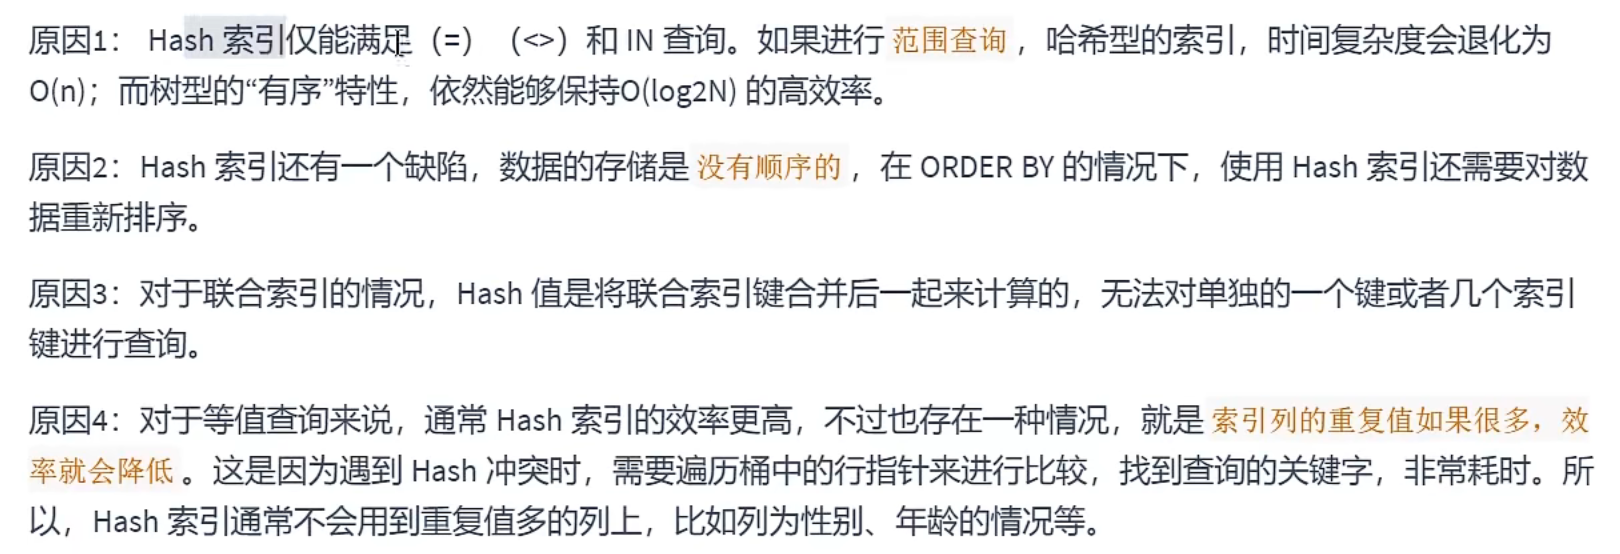 原因1： Hash 索引仅能满足（=）（<>）和 IN 查询。如果进行 范围查询 ，哈希型的索引，时间复杂度会退化为
O(n)；而树型的“有序”特性，依然能够保持O(log2N) 的高效率。
原因2：Hash 索引还有一个缺陷，数据的存储是 没有顺序的 ，在 ORDER BY 的情况下，使用 Hash 索引还需要对数
据重新排序。
原因3：对于联合索引的情况，Hash 值是将联合索引键合并后一起来计算的，无法对单独的一个键或者几个索引
键进行查询。
原因4：对于等值查询来说，通常 Hash 索引的效率更高，不过也存在一种情况，就是 索引列的重复值如果很多，效
率就会降低 。这是因为遇到 Hash 冲突时，需要遍历桶中的行指针来进行比较，找到查询的关键字，非常耗时。所
以，Hash 索引通常不会用到重复值多的列上，比如列为性别、年龄的情况等。